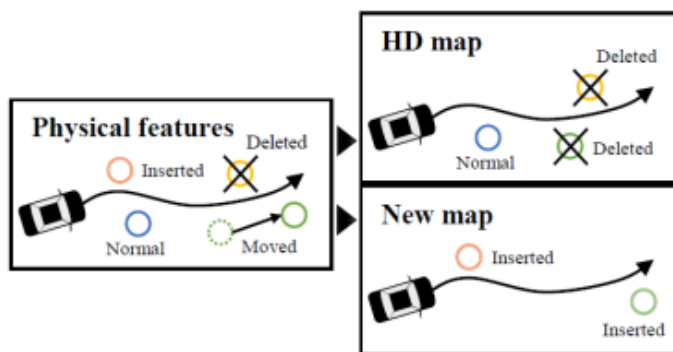 Physical features
Inserted
Deleted
Normal
Moved
HD map
Deleted
Normal
Deleted
New map
Inserted
Inserted